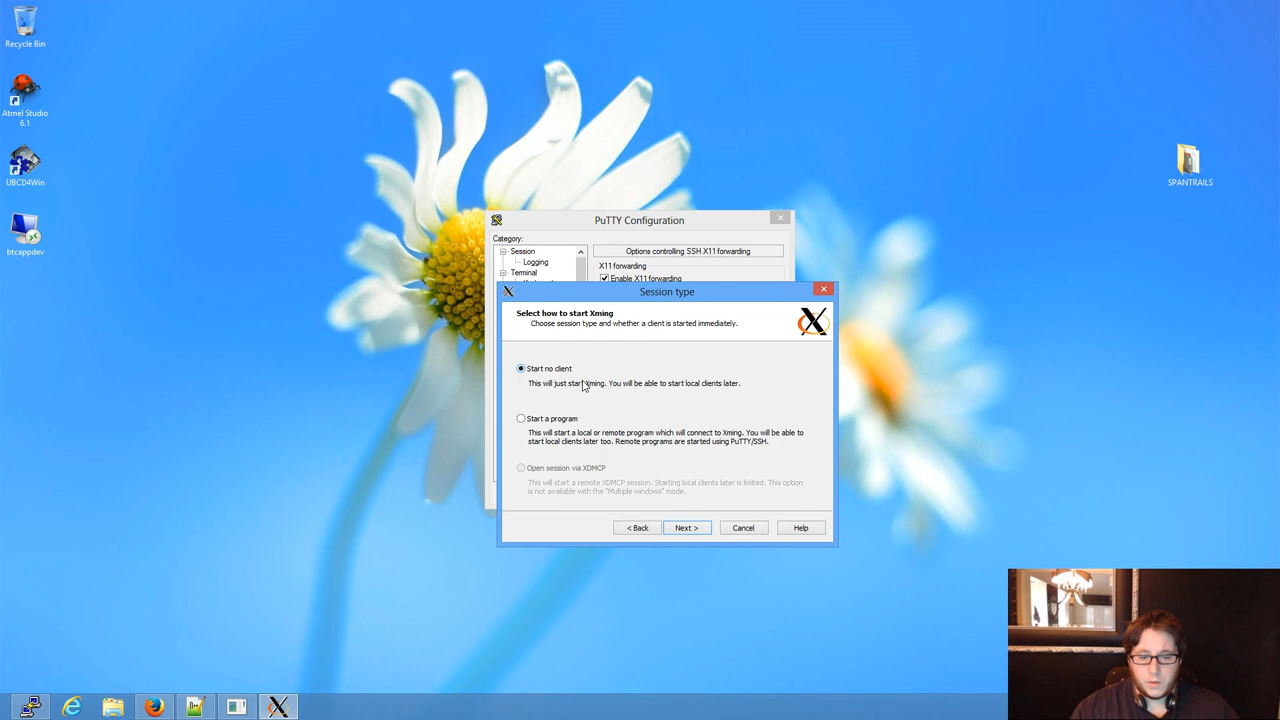 Recycle Bin
Atmel Studio
6.1
UBCD4Win
btcappdev
SPANTRAILS
PuTTY Configuration
Category:
Session
Logging
Terminal
Options controlling SSH X11 forwarding
X11 forwarding
Enable X11 forwarding
Session type
Select how to start Xming
Choose session type and whether a client is started immediately.
Start no client
This will just start Xming. You will be able to start local clients later.
Start a program
This will start a local or remote program which will connect to Xming. You will be able to
start local clients later too. Remote programs are started using PuTTY/SSH.
Open session via XDMCP
This will start a remote XDMCP session. Starting local clients later is limited. This option
is not available with the "Multiple windows" mode.
< Back
Next >
Cancel
Help